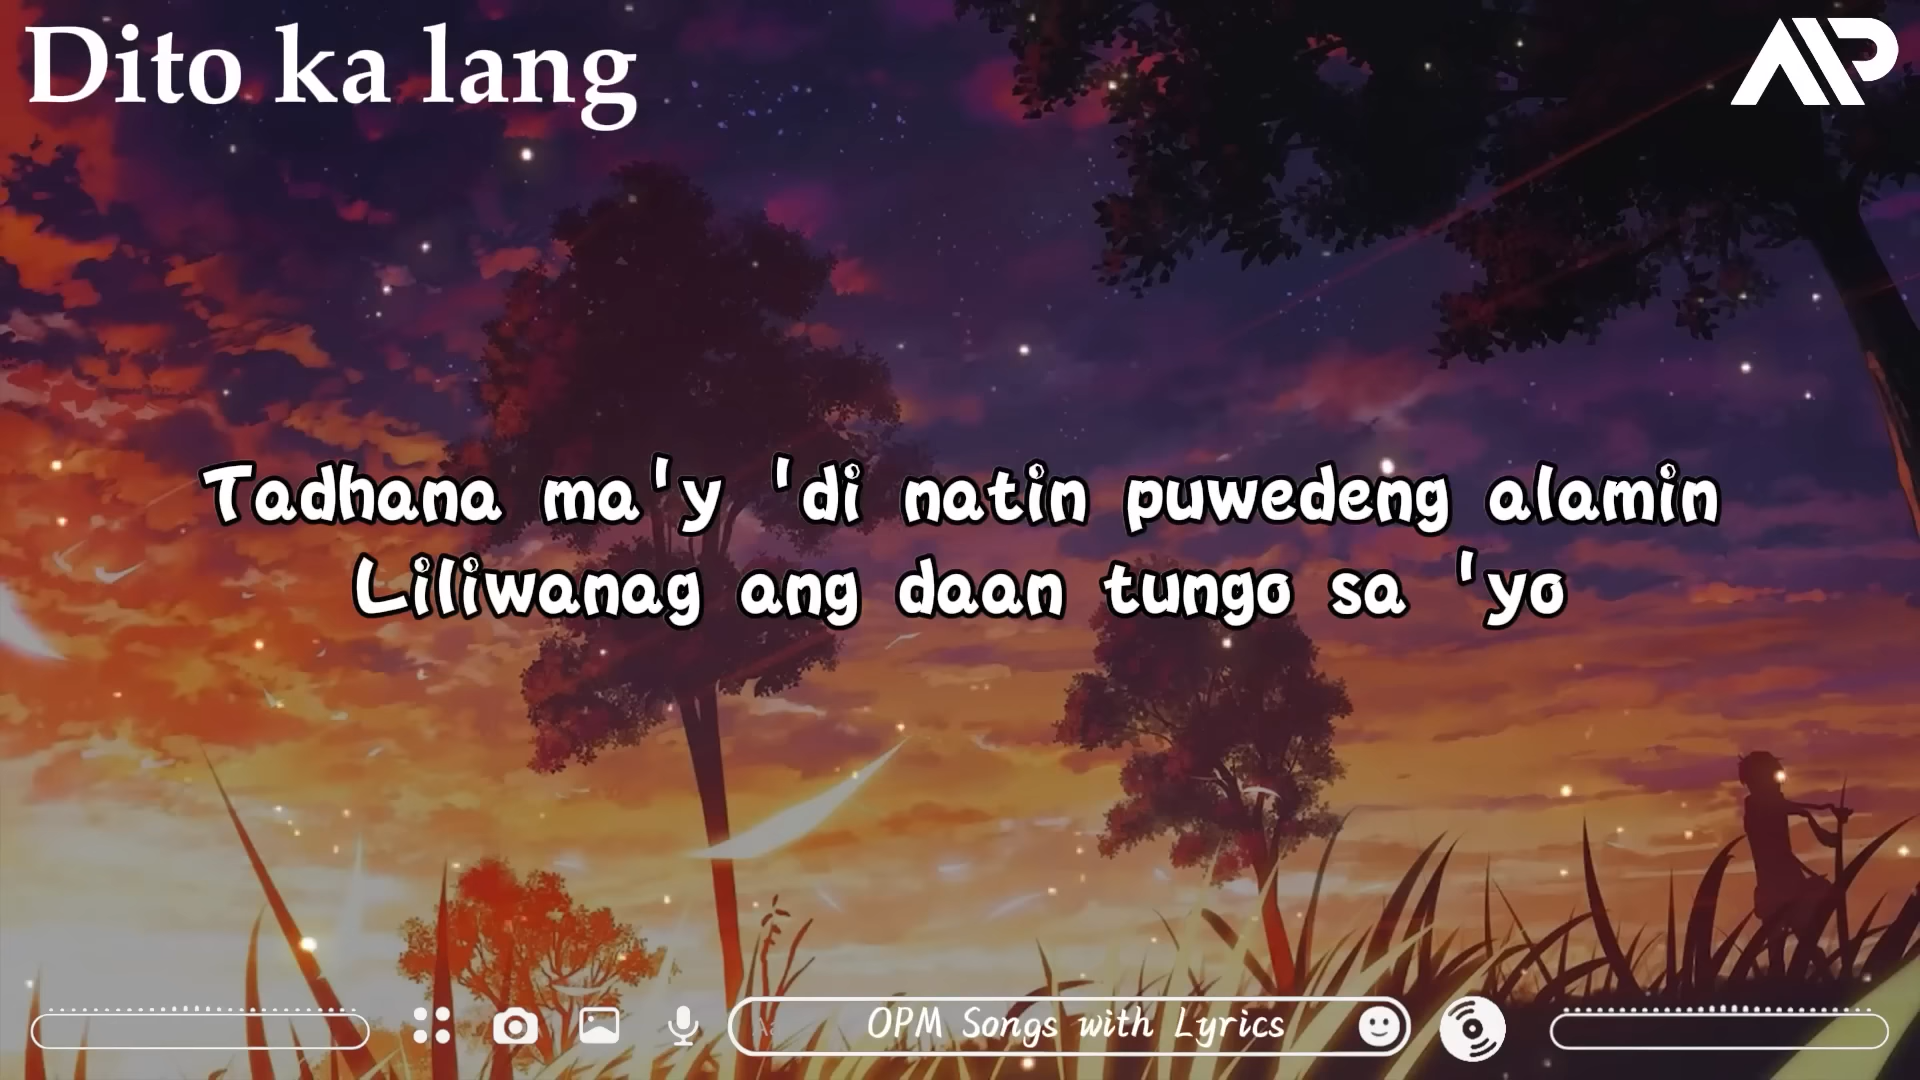 Dito ka lang
AP
Tadhana ma'y 'di natin puwedeng alamin
Liliwanag ang daan tungo sa 'yo
OPM Songs with Lyrics